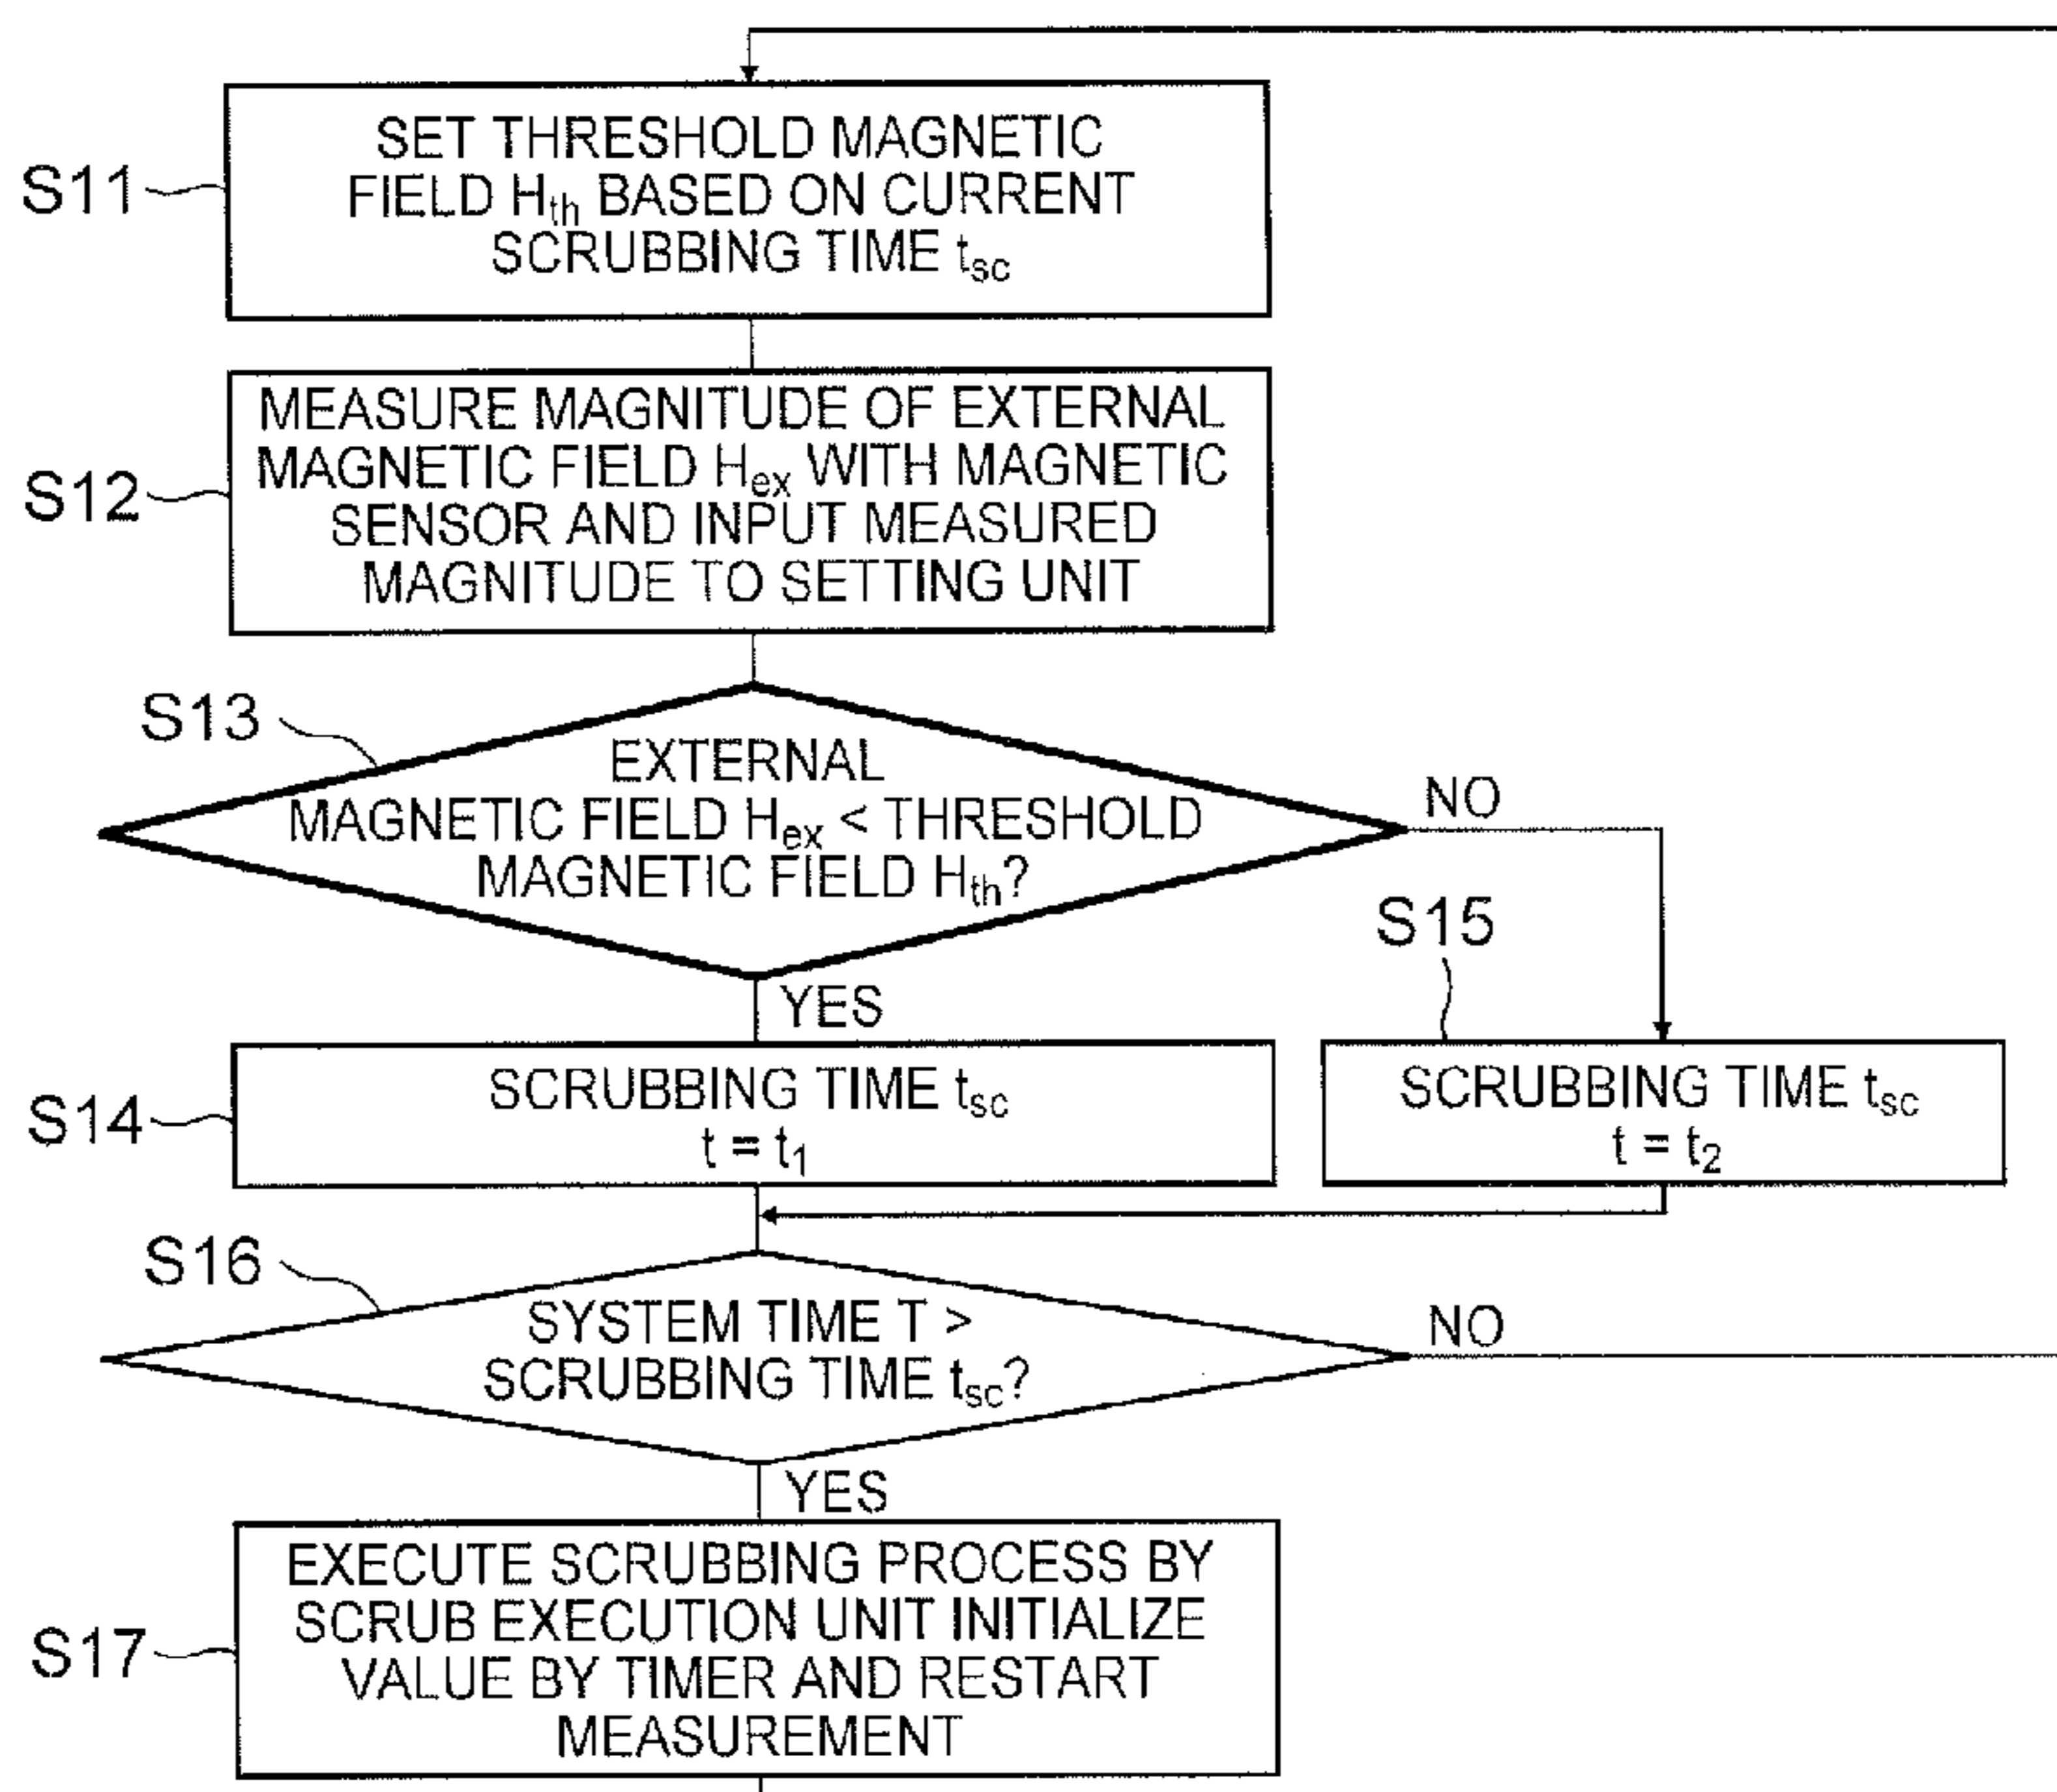 S11
SET THRESHOLD MAGNETIC
FIELD Hth BASED ON CURRENT
SCRUBBING TIME tsc
S12
MEASURE MAGNITUDE OF EXTERNAL
MAGNETIC FIELD Hex WITH MAGNETIC
SENSOR AND INPUT MEASURED
MAGNITUDE TO SETTING UNIT
S13
EXTERNAL
MAGNETIC FIELD Hex < THRESHOLD
MAGNETIC FIELD Hth?
NO
YES
S14
SCRUBBING TIME tsc
t = t1
S15
SCRUBBING TIME tsc
t = t2
S16
SYSTEM TIME T >
SCRUBBING TIME tsc?
NO
YES
S17
EXECUTE SCRUBBING PROCESS BY
SCRUB EXECUTION UNIT INITIALIZE
VALUE BY TIMER AND RESTART
MEASUREMENT